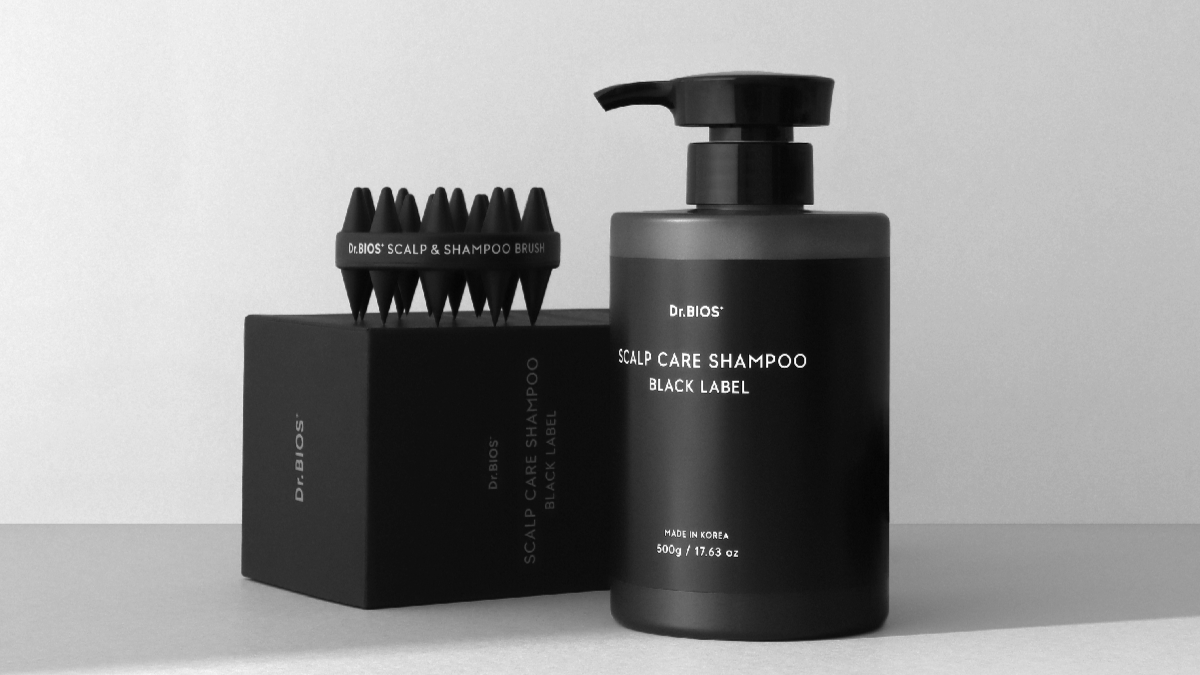 Dr.BIOS®
SCALP & SHAMPOO BRUSH
Dr.BIOS®
Dr.BIOS®
SCALP CARE SHAMPOO
BLACK LABEL
Dr.BIOS®
SCALP CARE SHAMPOO
BLACK LABEL
MADE IN KOREA
500g / 17.63 oz